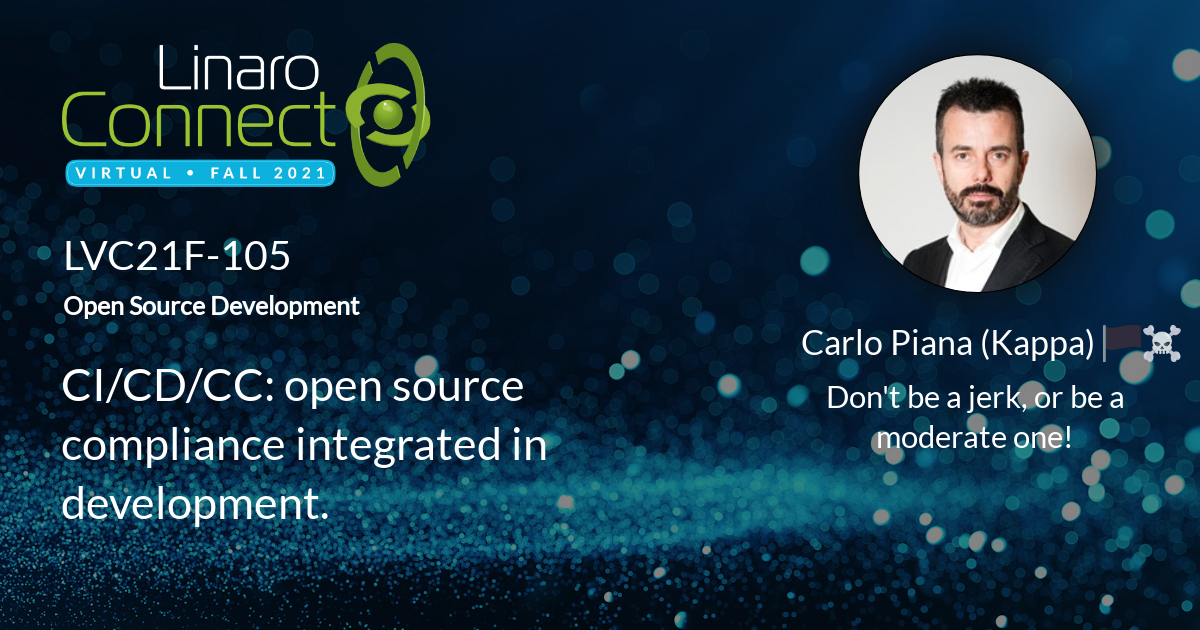 Linaro
Connect
VIRTUAL • FALL 2021
LVC21F-105
Open Source Development
CI/CD/CC: open source
compliance integrated in
development.
Carlo Piana (Kappa) 🏴☠
Don't be a jerk, or be a
moderate one!